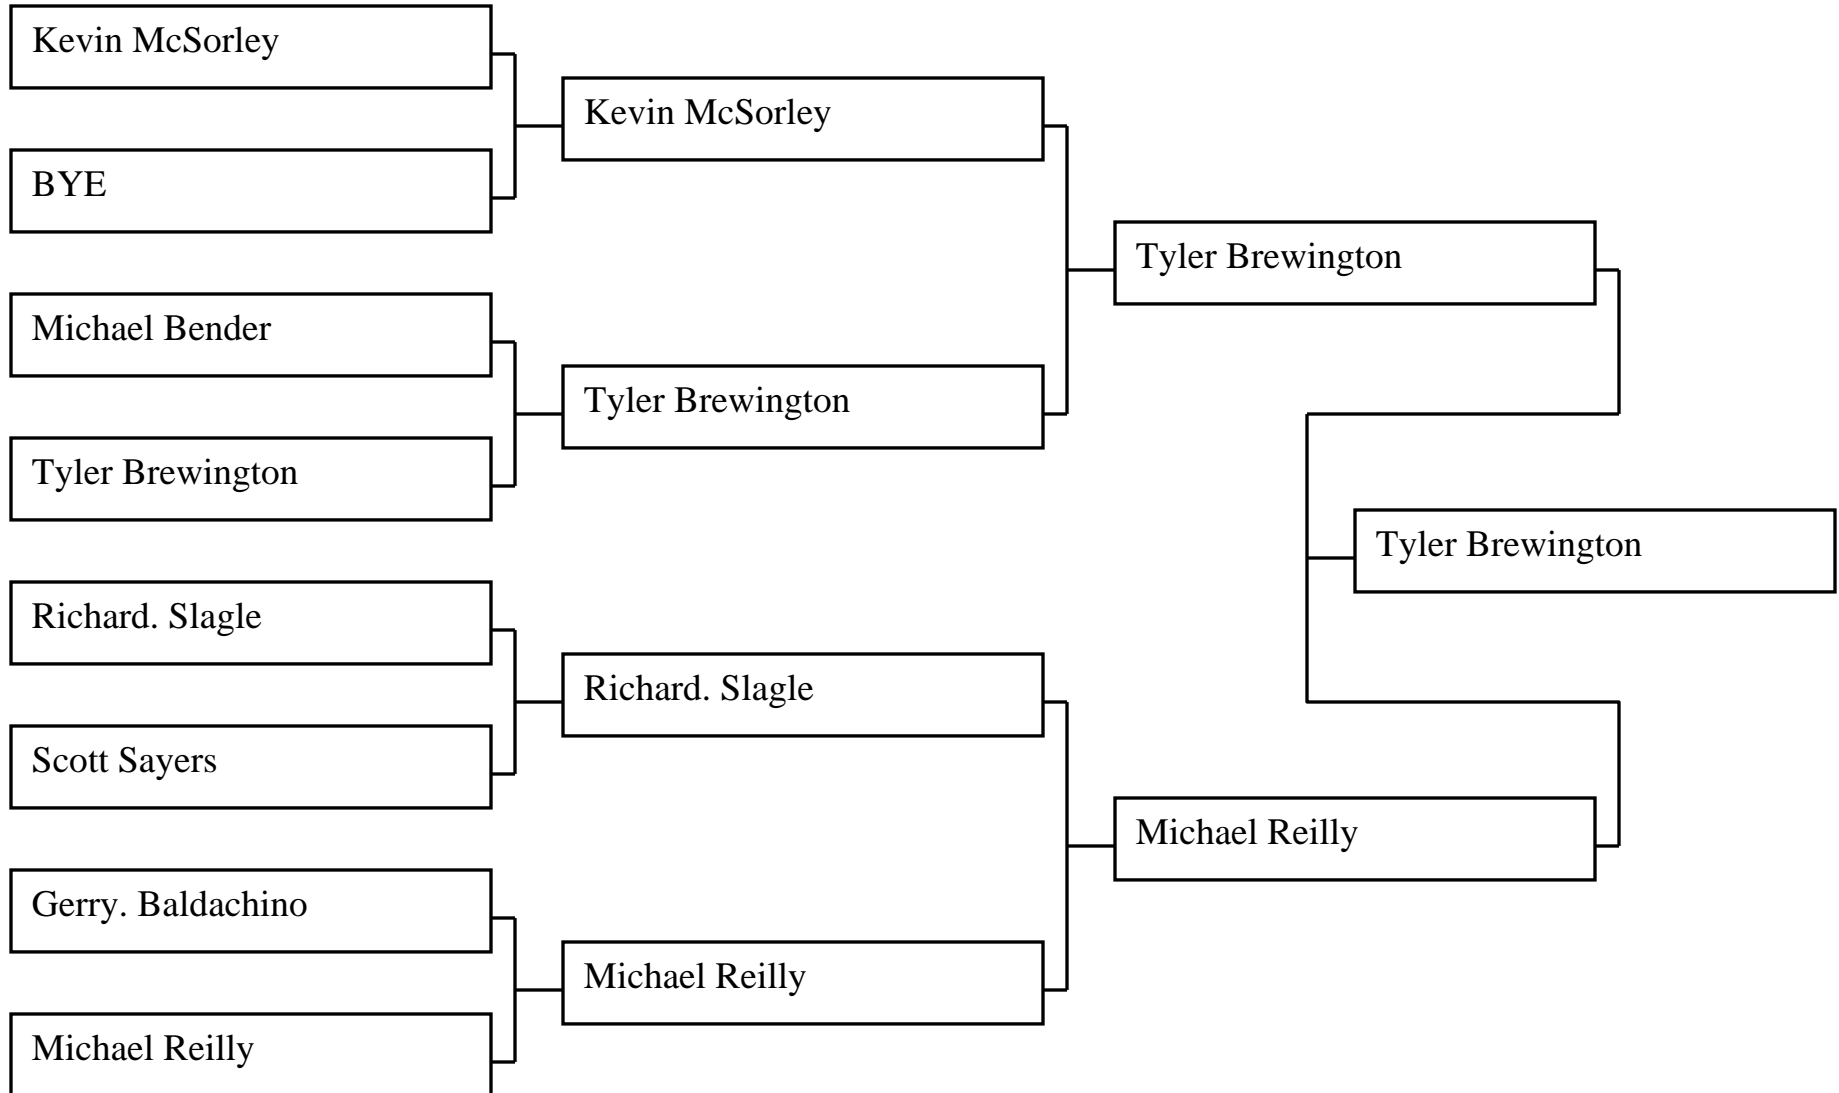 Kevin McSorley
BYE
Michael Bender
Tyler Brewington
Richard. Slagle
Scott Sayers
Gerry. Baldachino
Michael Reilly
Kevin McSorley
Tyler Brewington
Richard. Slagle
Michael Reilly
Tyler Brewington
Michael Reilly
Tyler Brewington